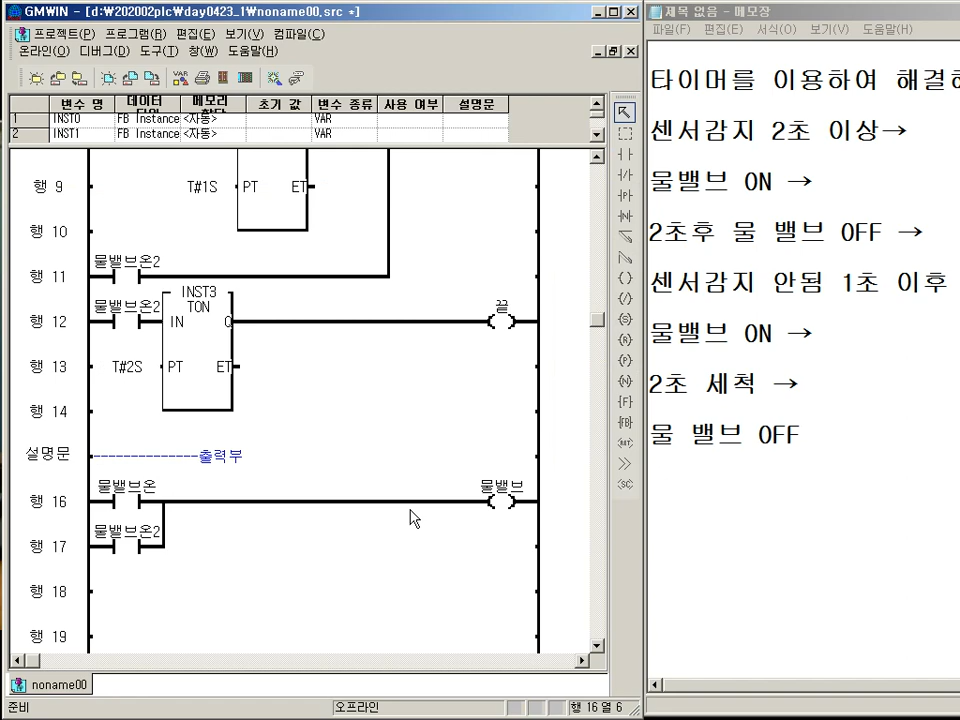 GMWIN - [d:₩202002plc₩day0423_1₩noname00.src *]
프로젝트(P) 프로그램(R) 편집(E) 보기(V) 컴파일(C)
온라인(O) 디버그(D) 도구(T) 창(W) 도움말(H)
변수 명 데이터 메모리 초기 값 변수 종류 사용 여부 설명문
1 INST0 FB Instance <자동> VAR
2 INST1 FB Instance <자동> VAR
행 9 T#1S PT ET
행 10
물밸브온2
행 11
물밸브온2 INST3 끝
TON
행 12 IN Q
행 13 T#2S PT ET
행 14
설명문 --------------출력부
물밸브온 물밸브
행 16
물밸브온2
행 17
행 18
행 19
noname00
준비 오프라인 행 16 열 6
제목 없음 - 메모장
파일(F) 편집(E) 서식(O) 보기(V) 도움말(H)
타이머를 이용하여
센서감지 2초 이상→
물밸브 ON →
2초후 물 밸브 OFF →
센서감지 안됨 1초 이후
물밸브 ON →
2초 세척 →
물 밸브 OFF